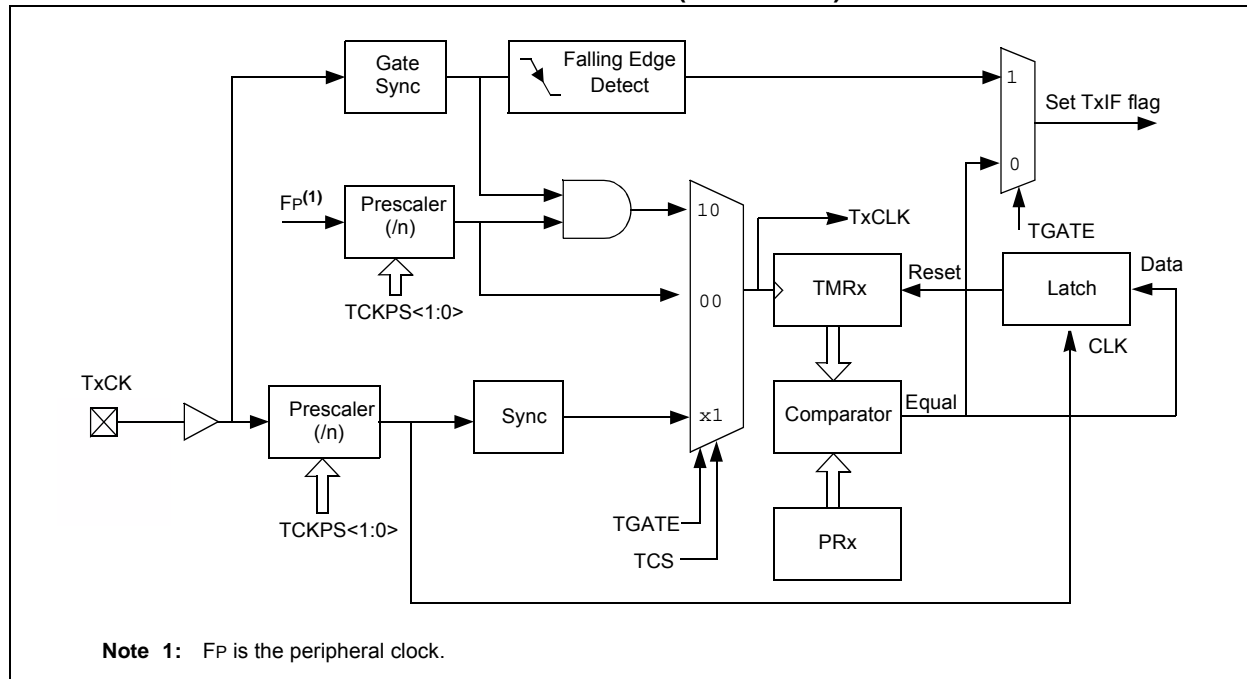 Gate
Sync
Falling Edge
Detect
1
Set TxIF flag
0
FP(1)
Prescaler
(/n)
10
TxCLK
TGATE
Reset
Data
TMRx
Latch
00
TCKPS<1:0>
CLK
TxCK
Prescaler
(/n)
Sync
x1
Comparator
Equal
TGATE
TCKPS<1:0>
PRx
TCS
Note 1: FP is the peripheral clock.